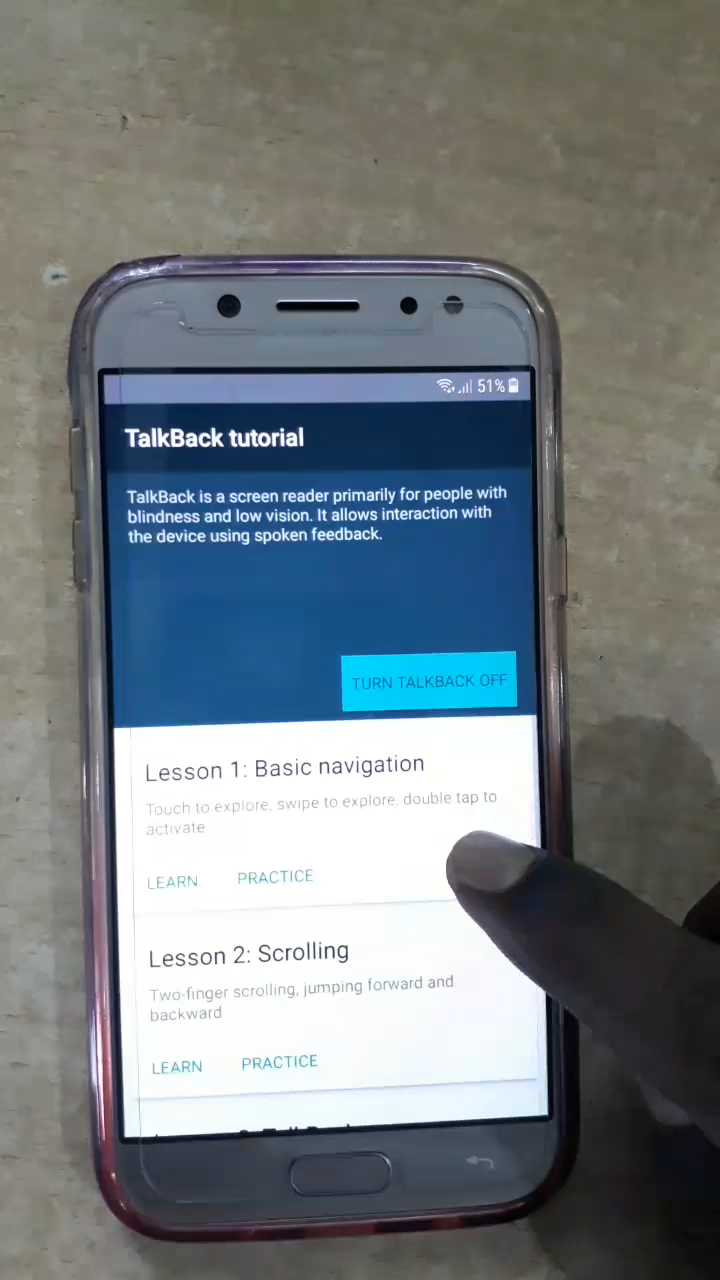 51%
TalkBack tutorial
TalkBack is a screen reader primarily for people with
blindness and low vision. It allows interaction with
the device using spoken feedback.
TURN TALKBACK OFF
Lesson 1: Basic navigation
Touch to explore, swipe to explore, double tap to
activate
LEARN PRACTICE
Lesson 2: Scrolling
Two-finger scrolling, jumping forward and
backward
LEARN PRACTICE